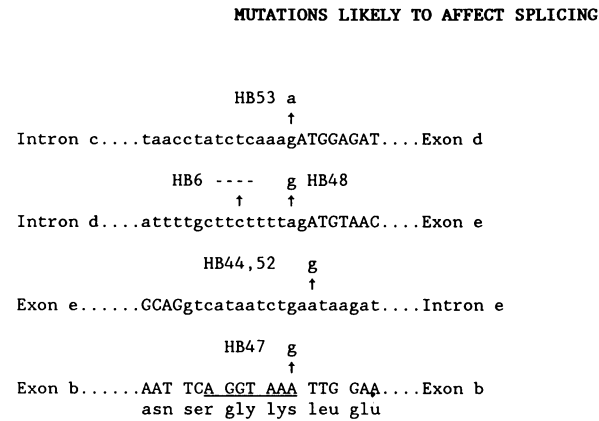 MUTATIONS LIKELY TO AFFECT SPLICING
HB53 a
↑
Intron c....taacctatctcaaagATGGAGAT....Exon d
HB6 ---- g HB48
↑ ↑
Intron d....attttgcttcttttagATGTAAC....Exon e
HB44,52 g
↑
Exon e......GCAGgtcataatctgaataagat....Intron e
HB47 g
↑
Exon b......AAT TCA GGT AAA TTG GAA....Exon b
asn ser gly lys leu glu